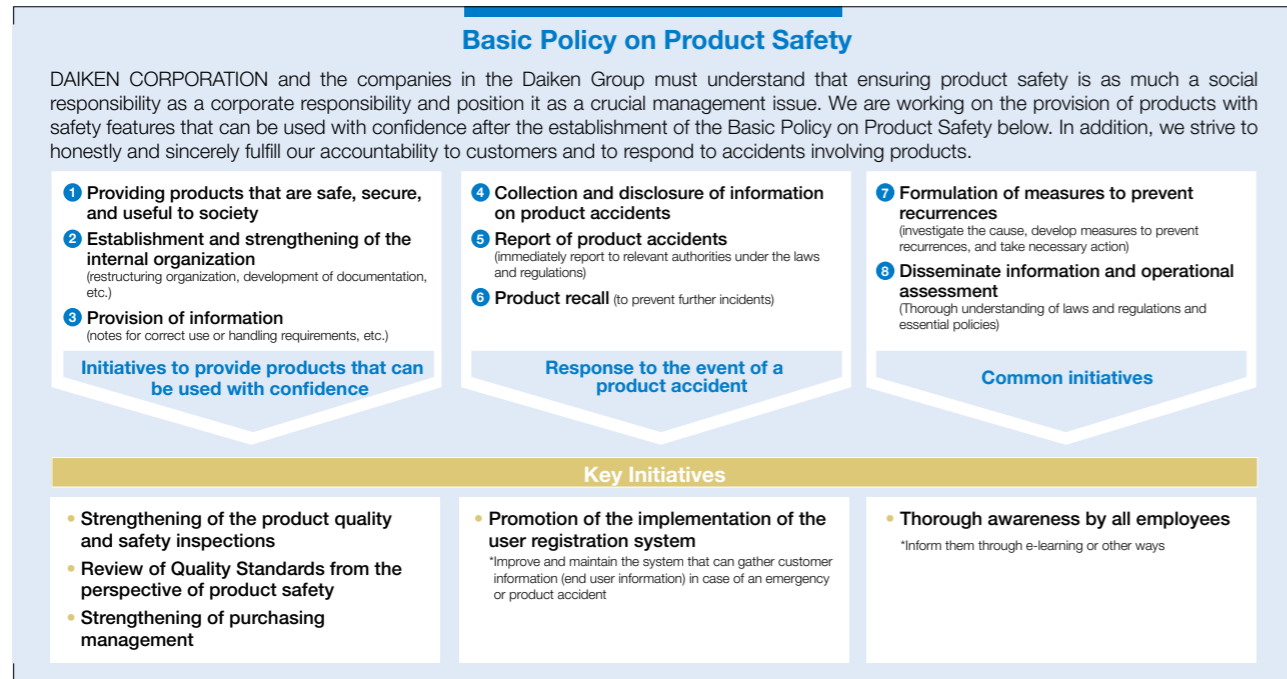 Basic Policy on Product Safety
DAIKEN CORPORATION and the companies in the Daiken Group must understand that ensuring product safety is as much a social
responsibility as a corporate responsibility and position it as a crucial management issue. We are working on the provision of products with
safety features that can be used with confidence after the establishment of the Basic Policy on Product Safety below. In addition, we strive to
honestly and sincerely fulfill our accountability to customers and to respond to accidents involving products.
1 Providing products that are safe, secure,
and useful to society
2 Establishment and strengthening of the
internal organization
(restructuring organization, development of documentation,
etc.)
3 Provision of information
(notes for correct use or handling requirements, etc.)
Initiatives to provide products that can
be used with confidence
4 Collection and disclosure of information
on product accidents
5 Report of product accidents
(immediately report to relevant authorities under the laws
and regulations)
6 Product recall (to prevent further incidents)
Response to the event of a
product accident
7 Formulation of measures to prevent
recurrences
(investigate the cause, develop measures to prevent
recurrences, and take necessary action)
8 Disseminate information and operational
assessment
(Thorough understanding of laws and regulations and
essential policies)
Common initiatives
Key Initiatives
• Strengthening of the product quality
and safety inspections
• Review of Quality Standards from the
perspective of product safety
• Strengthening of purchasing
management
• Promotion of the implementation of the
user registration system
*Improve and maintain the system that can gather customer
information (end user information) in case of an emergency
or product accident
• Thorough awareness by all employees
*Inform them through e-learning or other ways